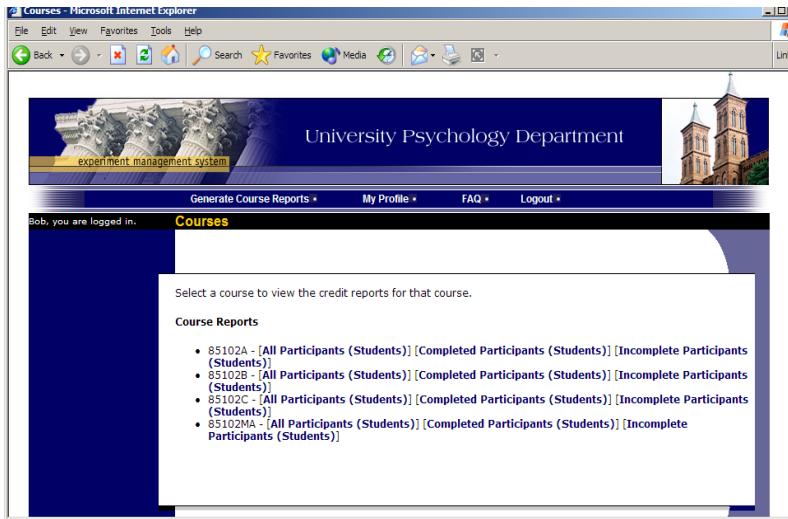 Courses - Microsoft Internet Explorer
File Edit View Favorites Tools Help
Back Search Favorites Media
Lin
University Psychology Department
experiment management system
Generate Course Reports My Profile FAQ Logout
Bob, you are logged in. Courses
Select a course to view the credit reports for that course.
Course Reports
• 85102A - [All Participants (Students)] [Completed Participants (Students)] [Incomplete Participants
(Students)]
• 85102B - [All Participants (Students)] [Completed Participants (Students)] [Incomplete Participants
(Students)]
• 85102C - [All Participants (Students)] [Completed Participants (Students)] [Incomplete Participants
(Students)]
• 85102MA - [All Participants (Students)] [Completed Participants (Students)] [Incomplete
Participants (Students)]